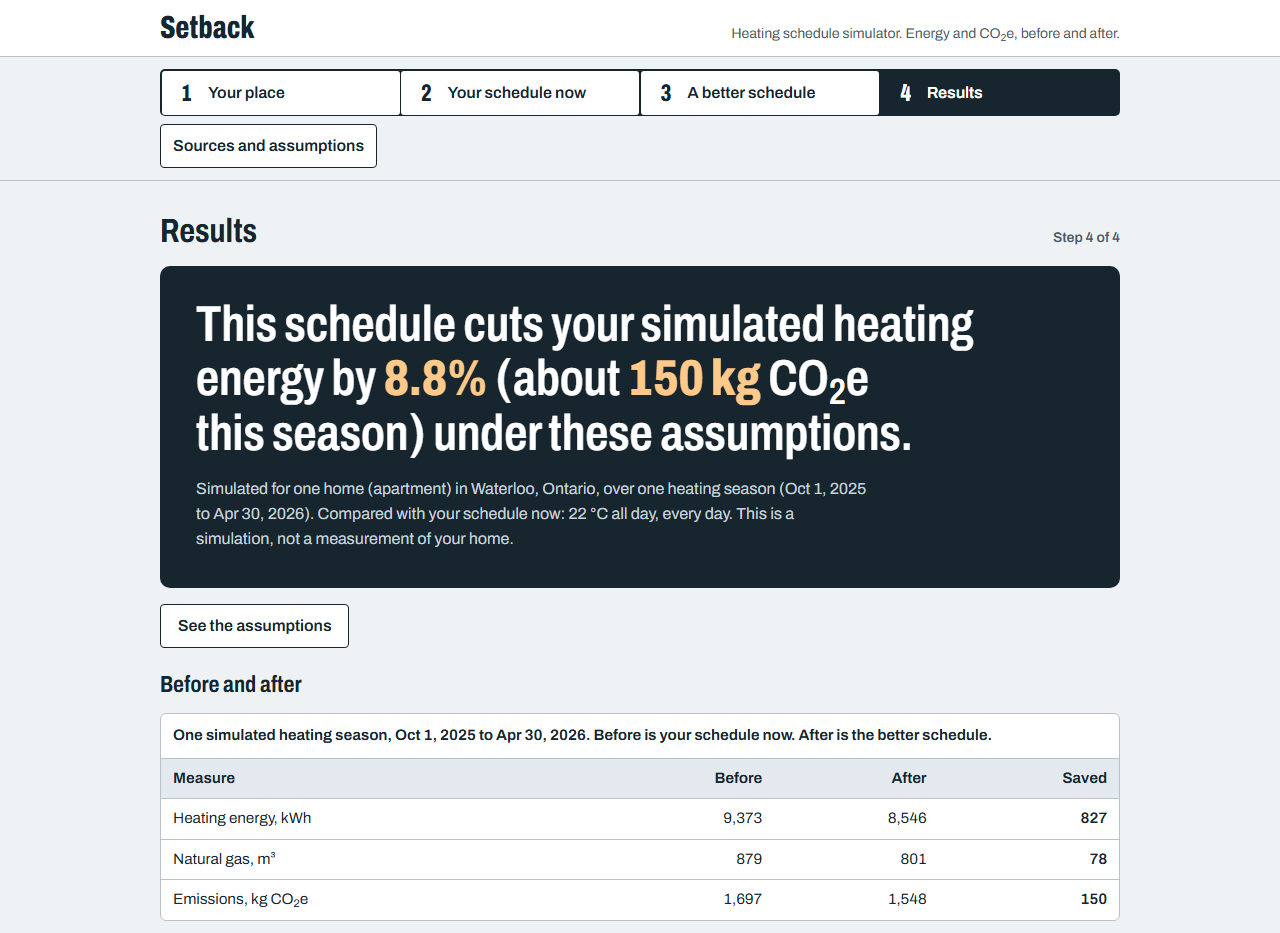 Setback
Heating schedule simulator. Energy and CO₂e, before and after.
1 Your place
2 Your schedule now
3 A better schedule
4 Results
Sources and assumptions
Results
Step 4 of 4
This schedule cuts your simulated heating
energy by 8.8% (about 150 kg CO₂e
this season) under these assumptions.
Simulated for one home (apartment) in Waterloo, Ontario, over one heating season (Oct 1, 2025
to Apr 30, 2026). Compared with your schedule now: 22 °C all day, every day. This is a
simulation, not a measurement of your home.
See the assumptions
Before and after
One simulated heating season, Oct 1, 2025 to Apr 30, 2026. Before is your schedule now. After is the better schedule.
Measure Before After Saved
Heating energy, kWh 9,373 8,546 827
Natural gas, m³ 879 801 78
Emissions, kg CO₂e 1,697 1,548 150